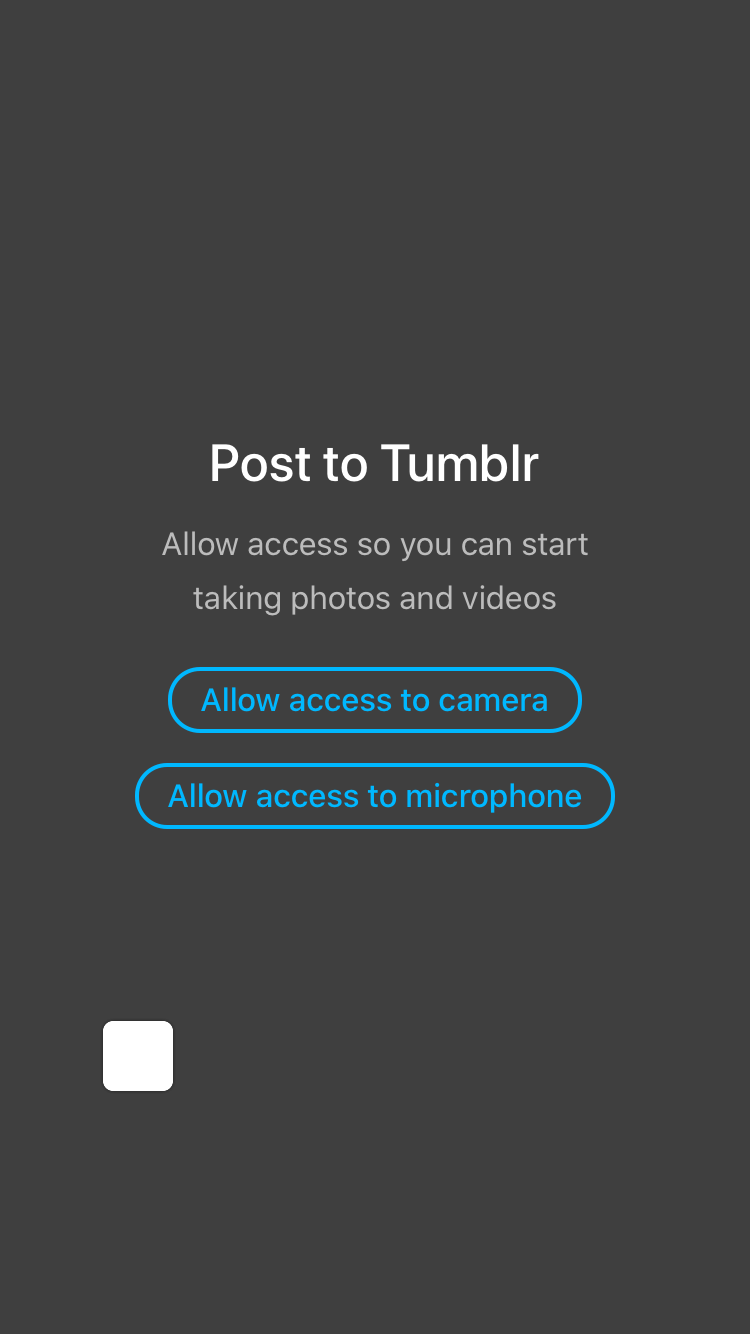 Post to Tumblr
Allow access so you can start
taking photos and videos
Allow access to camera
Allow access to microphone